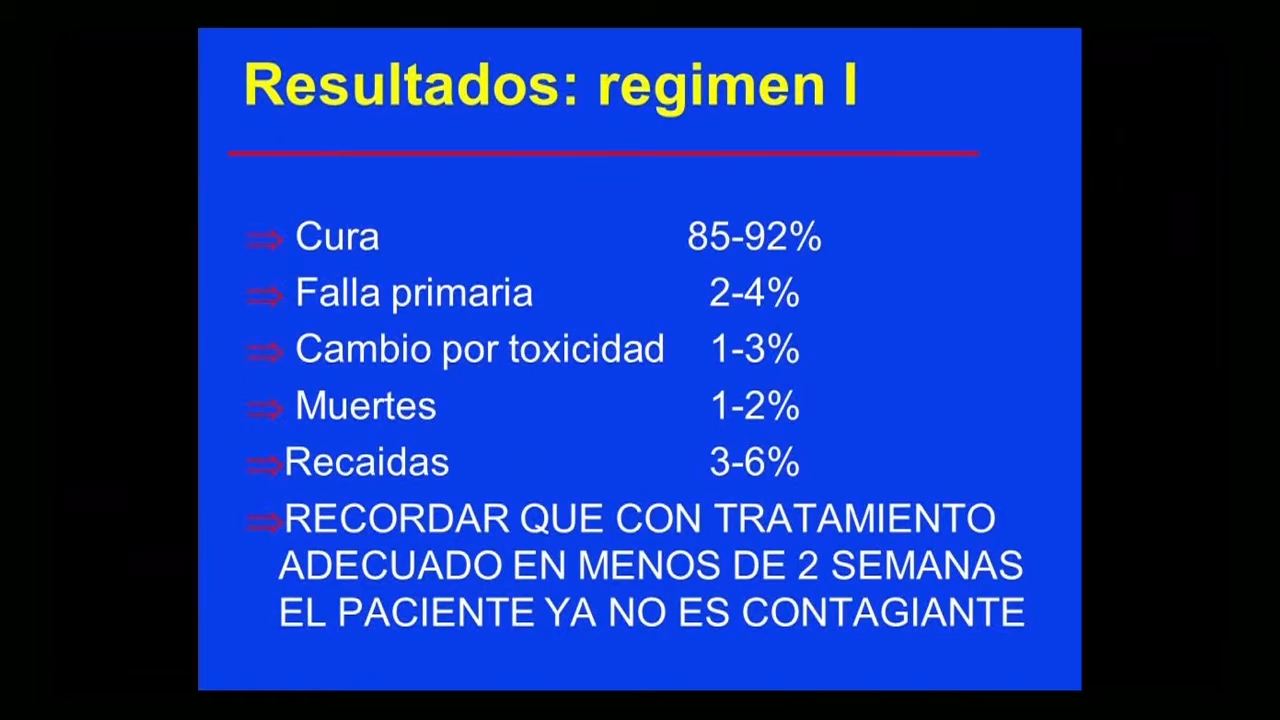 Resultados: regimen I
⇒ Cura 85-92%
⇒ Falla primaria 2-4%
⇒ Cambio por toxicidad 1-3%
⇒ Muertes 1-2%
⇒Recaidas 3-6%
⇒RECORDAR QUE CON TRATAMIENTO
ADECUADO EN MENOS DE 2 SEMANAS
EL PACIENTE YA NO ES CONTAGIANTE